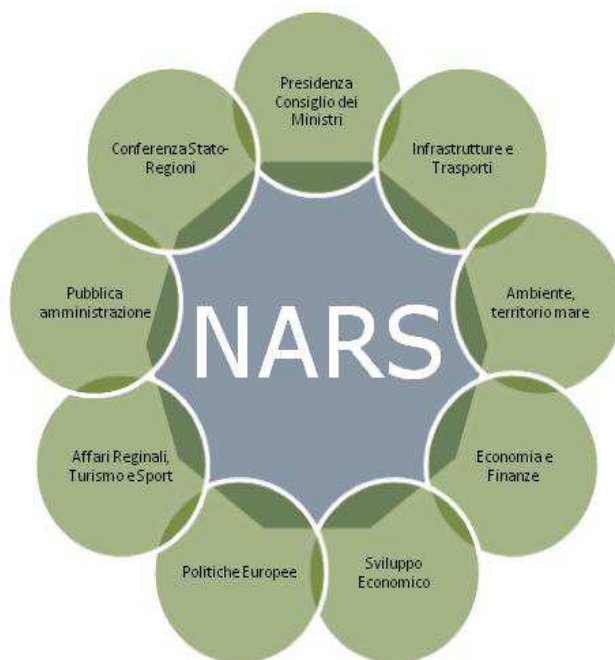 Presidenza
Consiglio dei
Ministri
Infrastrutture e
Trasporti
Ambiente,
territorio mare
Economia e
Finanze
Sviluppo
Economico
Politiche Europee
Affari Reginali,
Turismo e Sport
Pubblica
amministrazione
Conferenza Stato-
Regioni
NARS